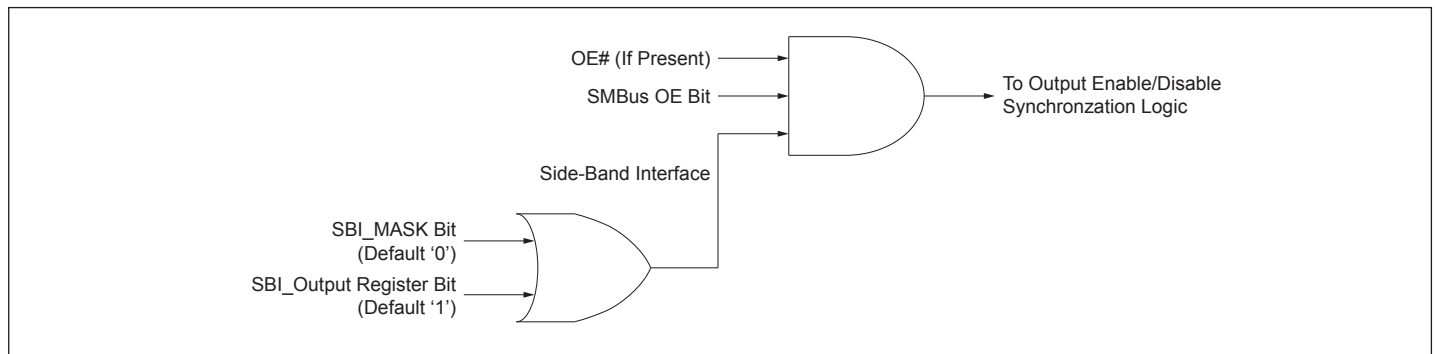 OE# (If Present)
SMBus OE Bit
To Output Enable/Disable
Synchronzation Logic
Side-Band Interface
SBI_MASK Bit
(Default ‘0’)
SBI_Output Register Bit
(Default ‘1’)